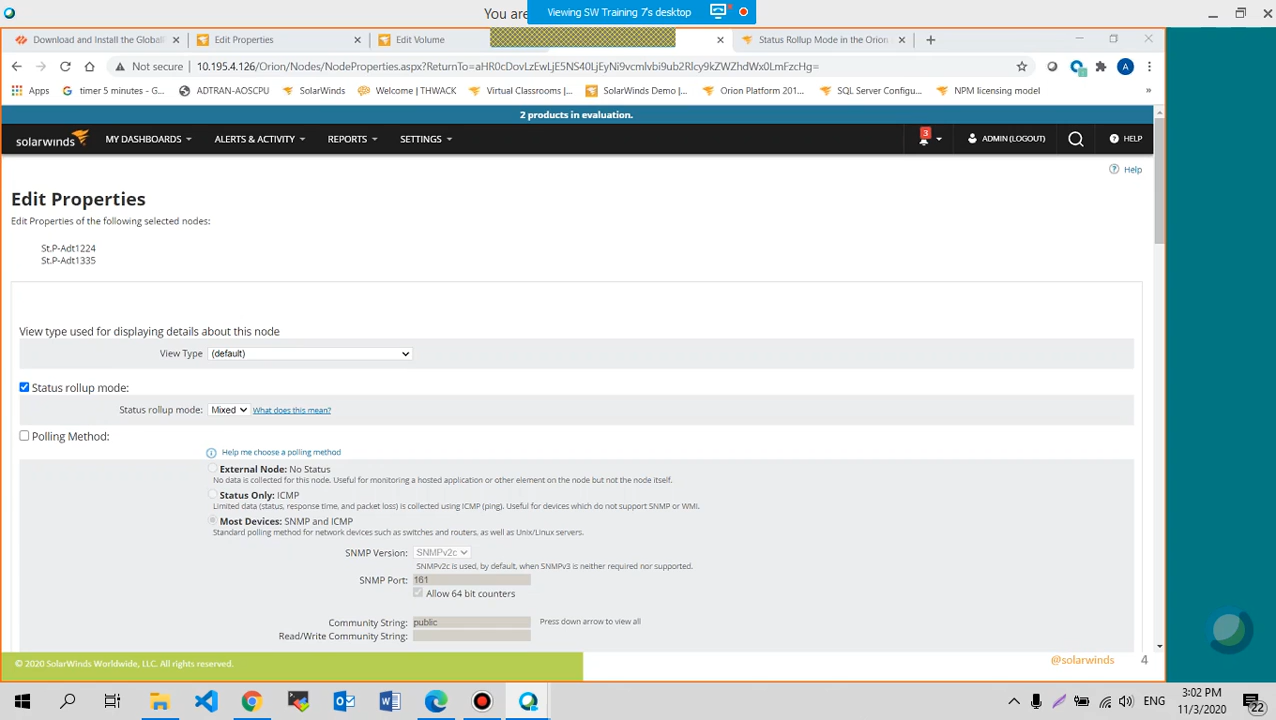 You are
Viewing SW Training 7's desktop
Download and Install the Global
Edit Properties
Edit Volume
Status Rollup Mode in the Orion
Not secure
10.195.4.126/Orion/Nodes/NodeProperties.aspx?ReturnTo=aHR0cDovLzEwLjE5NS40LjEyNi9vcmlvbi9ub2Rlcy9kZWZhdWx0LmFzcHg=
Apps
timer 5 minutes - G...
ADTRAN-AOSCPU
SolarWinds
Welcome | THWACK
Virtual Classrooms |...
SolarWinds Demo |...
Orion Platform 201...
SQL Server Configu...
NPM licensing model
»
2 products in evaluation.
solarwinds
MY DASHBOARDS
ALERTS & ACTIVITY
REPORTS
SETTINGS
3
ADMIN (LOGOUT)
HELP
Help
Edit Properties
Edit Properties of the following selected nodes:
St.P-Adt1224
St.P-Adt1335
View type used for displaying details about this node
View Type (default)
Status rollup mode:
Status rollup mode: Mixed What does this mean?
Polling Method:
Help me choose a polling method
External Node: No Status
No data is collected for this node. Useful for monitoring a hosted application or other element on the node but not the node itself.
Status Only: ICMP
Limited data (status, response time, and packet loss) is collected using ICMP (ping). Useful for devices which do not support SNMP or WMI.
Most Devices: SNMP and ICMP
Standard polling method for network devices such as switches and routers, as well as Unix/Linux servers.
SNMP Version: SNMPv2c
SNMPv2c is used, by default, when SNMPv3 is neither required nor supported.
SNMP Port: 161
Allow 64 bit counters
Community String: public Press down arrow to view all
Read/Write Community String:
© 2020 SolarWinds Worldwide, LLC. All rights reserved.
@solarwinds
4
ENG
3:02 PM
11/3/2020
22